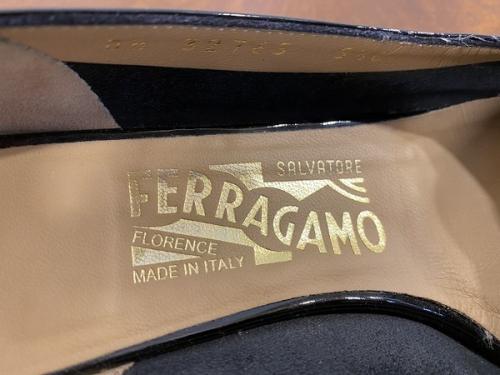 SALVATORE
FERRAGAMO
FLORENCE
MADE IN ITALY